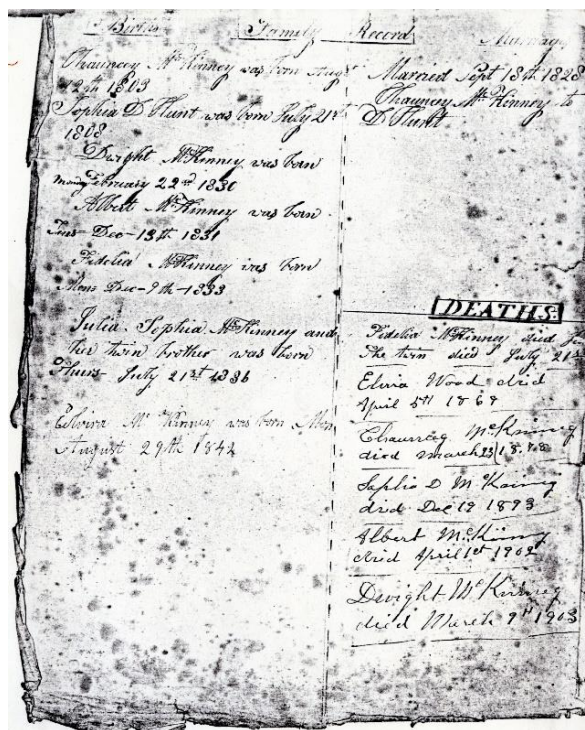 Births
Family Record
Chauncey McKinney was born Augt
12th 1803
Sophia D Hunt was born July 21st
1808
Dwight McKinney was born
February 22nd 1830
Albert McKinney was born
Tues Dec 13th 1831
Fidelia McKinney was born
Mon Dec 9th 1833
Julia Sophia McKinney and
her twin brother was born
Thurs July 21st 1836
Elvira McKinney was born Mon
August 29th 1842
Married Sept 18th 1828
Chauncey McKinney to
D Hunt
DEATHS.
Fidelia McKinney died
The twin died July 21st
Elvira Wood died
April 5th 1868
Chauncey McKinney
died March 23
Sophia D McKinney
died Dec 19 1893
Albert McKinney
died April 1st
Dwight McKinney
died March 9th 1903